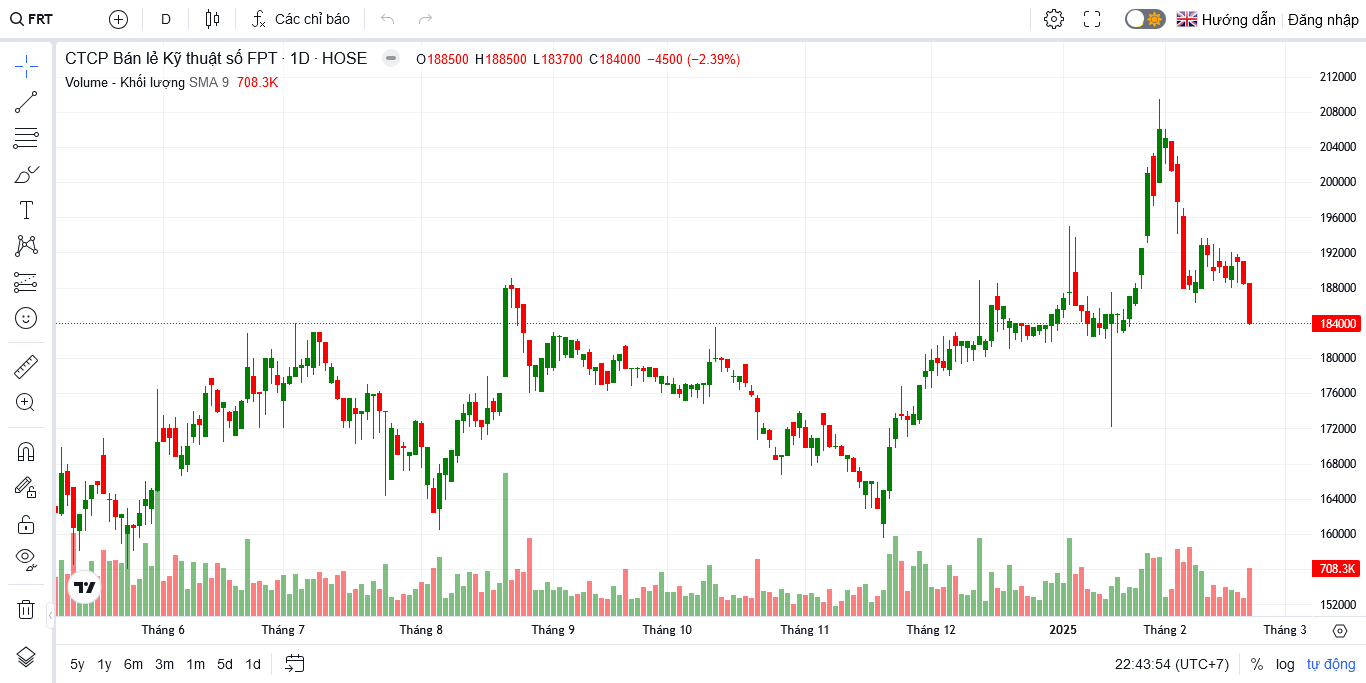 FRT D Các chỉ báo Hướng dẫn Đăng nhập
CTCP Bán lẻ Kỹ thuật số FPT · 1D · HOSE O188500 H188500 L183700 C184000 −4500 (−2.39%)
Volume - Khối lượng SMA 9 708.3K
212000
208000
204000
200000
196000
192000
188000
184000
180000
176000
172000
168000
164000
160000
708.3K
152000
Tháng 6 Tháng 7 Tháng 8 Tháng 9 Tháng 10 Tháng 11 Tháng 12 2025 Tháng 2 Tháng 3
5y 1y 6m 3m 1m 5d 1d 22:43:54 (UTC+7) % log tự động